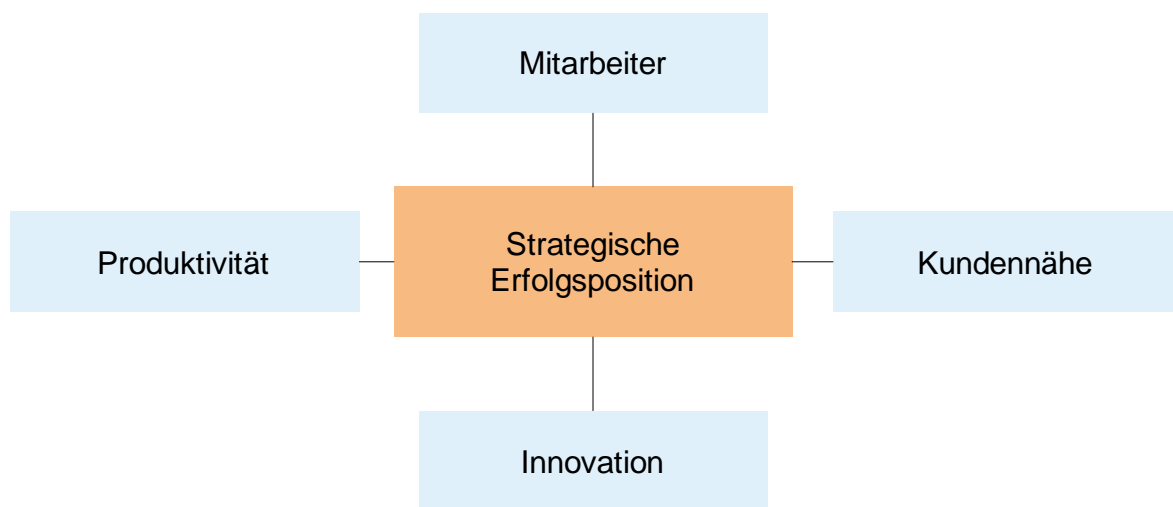 Mitarbeiter
Produktivität
Strategische
Erfolgsposition
Kundennähe
Innovation